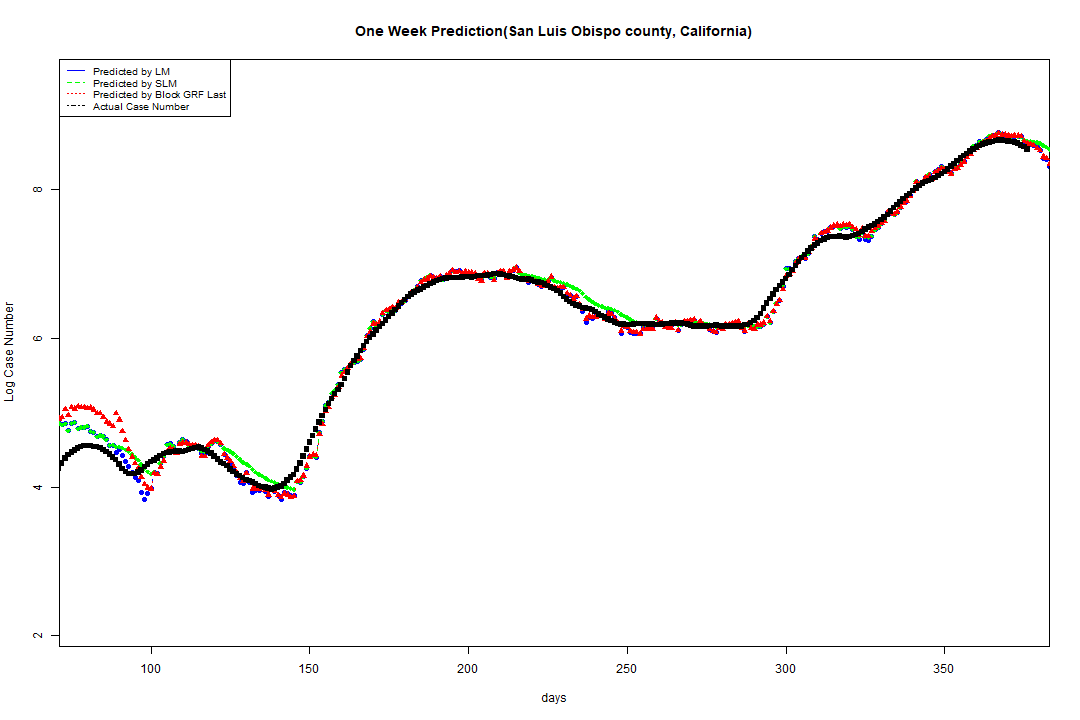 One Week Prediction(San Luis Obispo county, California)
Predicted by LM
Predicted by SLM
Predicted by Block GRF Last
Actual Case Number
Log Case Number
8
6
4
2
100 150 200 250 300 350
days